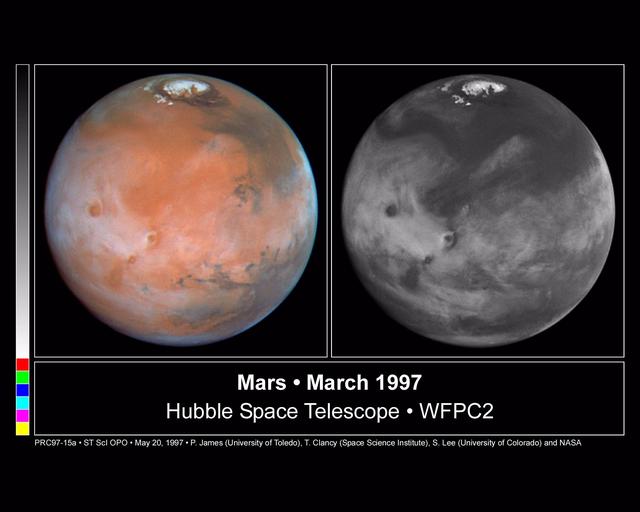 Mars • March 1997
Hubble Space Telescope • WFPC2
PRC97-15a • ST ScI OPO • May 20, 1997 • P. James (University of Toledo), T. Clancy (Space Science Institute), S. Lee (University of Colorado) and NASA